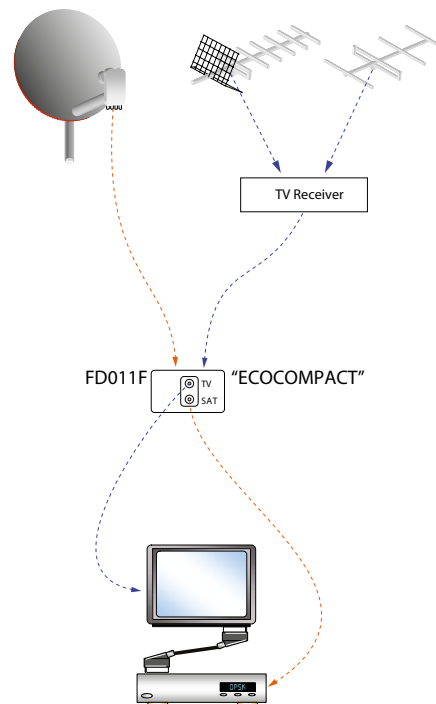 TV Receiver
FD011F
"ECOCOMPACT"
TV
SAT
QPSK